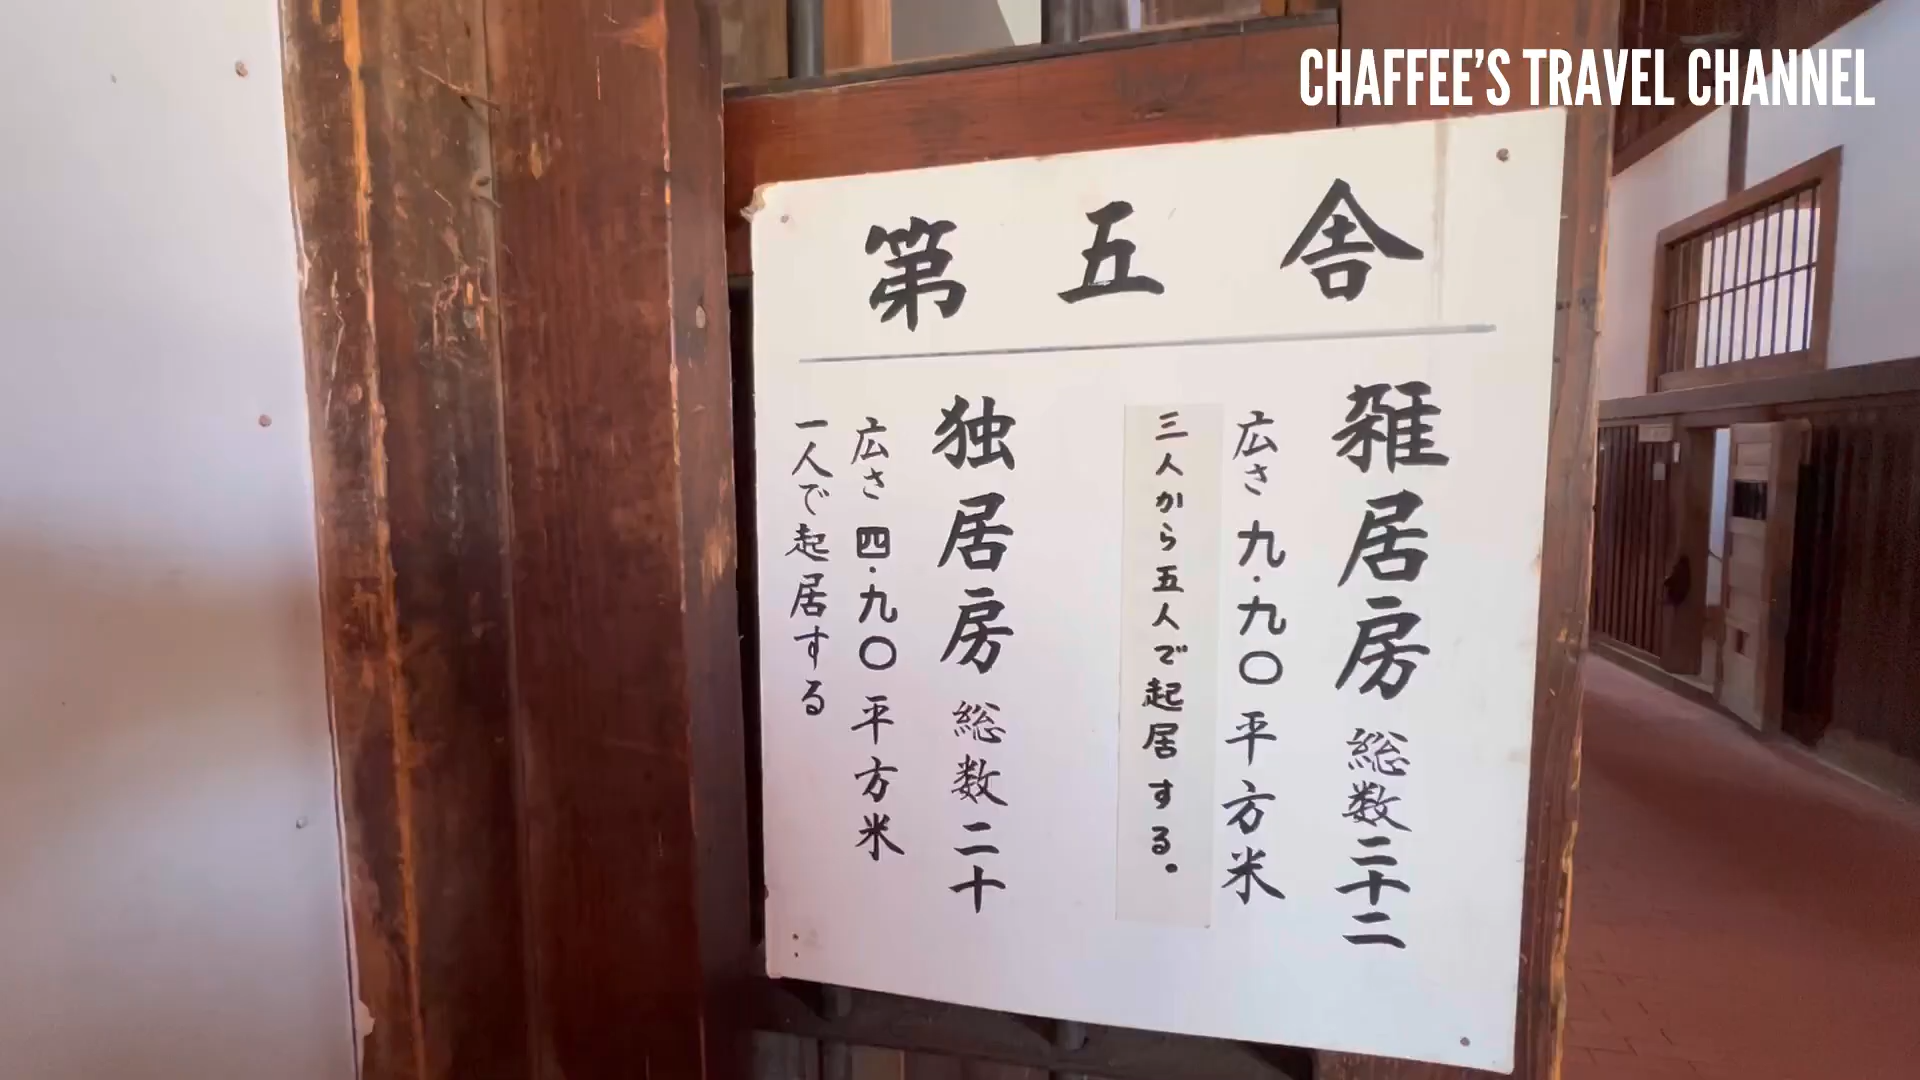 CHAFFEE'S TRAVEL CHANNEL
第五舎
雑居房 総数二十二
広さ 九・九〇平方米
三人から五人で起居する。
独居房 総数二十
広さ 四・九〇平方米
一人で起居する